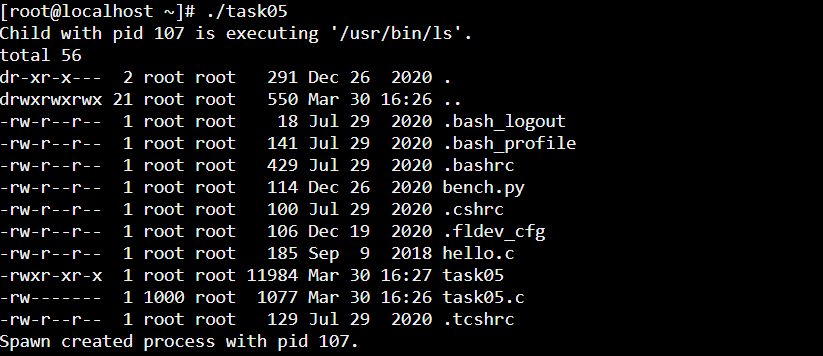 [root@localhost ~]# ./task05
Child with pid 107 is executing '/usr/bin/ls'.
total 56
dr-xr-x---  2 root root   291 Dec 26  2020 .
drwxrwxrwx 21 root root   550 Mar 30 16:26 ..
-rw-r--r--  1 root root    18 Jul 29  2020 .bash_logout
-rw-r--r--  1 root root   141 Jul 29  2020 .bash_profile
-rw-r--r--  1 root root   429 Jul 29  2020 .bashrc
-rw-r--r--  1 root root   114 Dec 26  2020 bench.py
-rw-r--r--  1 root root   100 Jul 29  2020 .cshrc
-rw-r--r--  1 root root   106 Dec 19  2020 .fldev_cfg
-rw-r--r--  1 root root   185 Sep  9  2018 hello.c
-rwxr-xr-x  1 root root 11984 Mar 30 16:27 task05
-rw-------  1 1000 root  1077 Mar 30 16:26 task05.c
-rw-r--r--  1 root root   129 Jul 29  2020 .tcshrc
Spawn created process with pid 107.